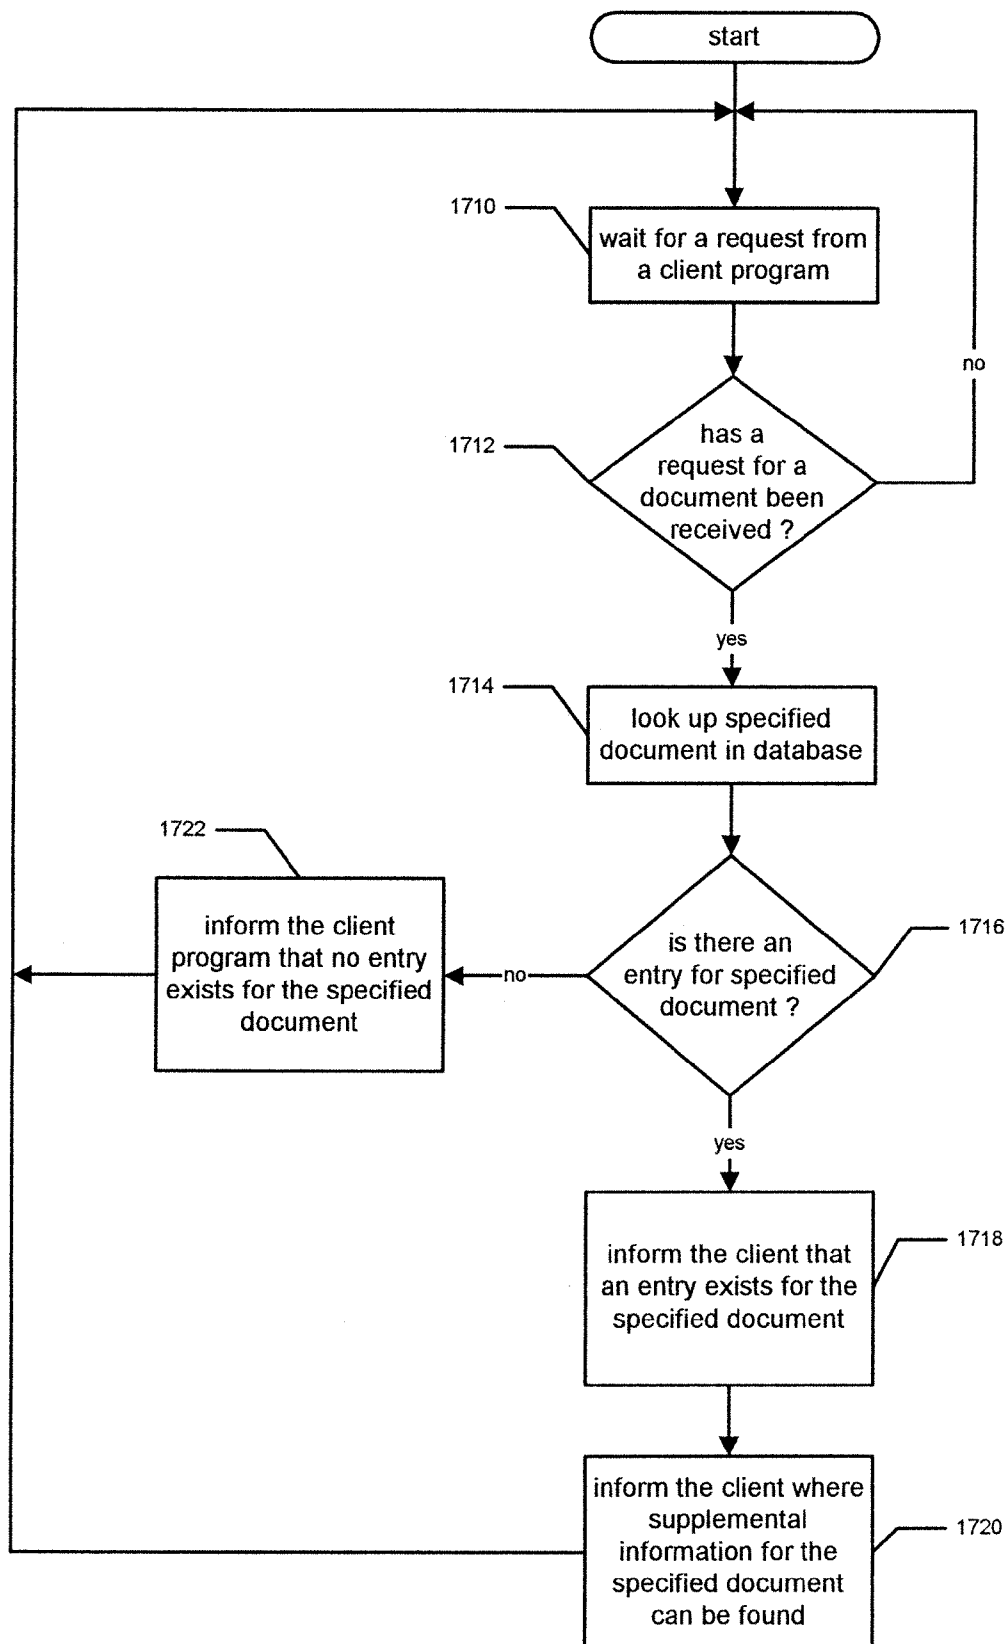 start
1710
wait for a request from
a client program
no
1712
has a
request for a
document been
received ?
yes
1714
look up specified
document in database
1722
inform the client
program that no entry
exists for the specified
document
no
1716
is there an
entry for specified
document ?
yes
1718
inform the client that
an entry exists for the
specified document
inform the client where
supplemental
information for the
specified document
can be found
1720